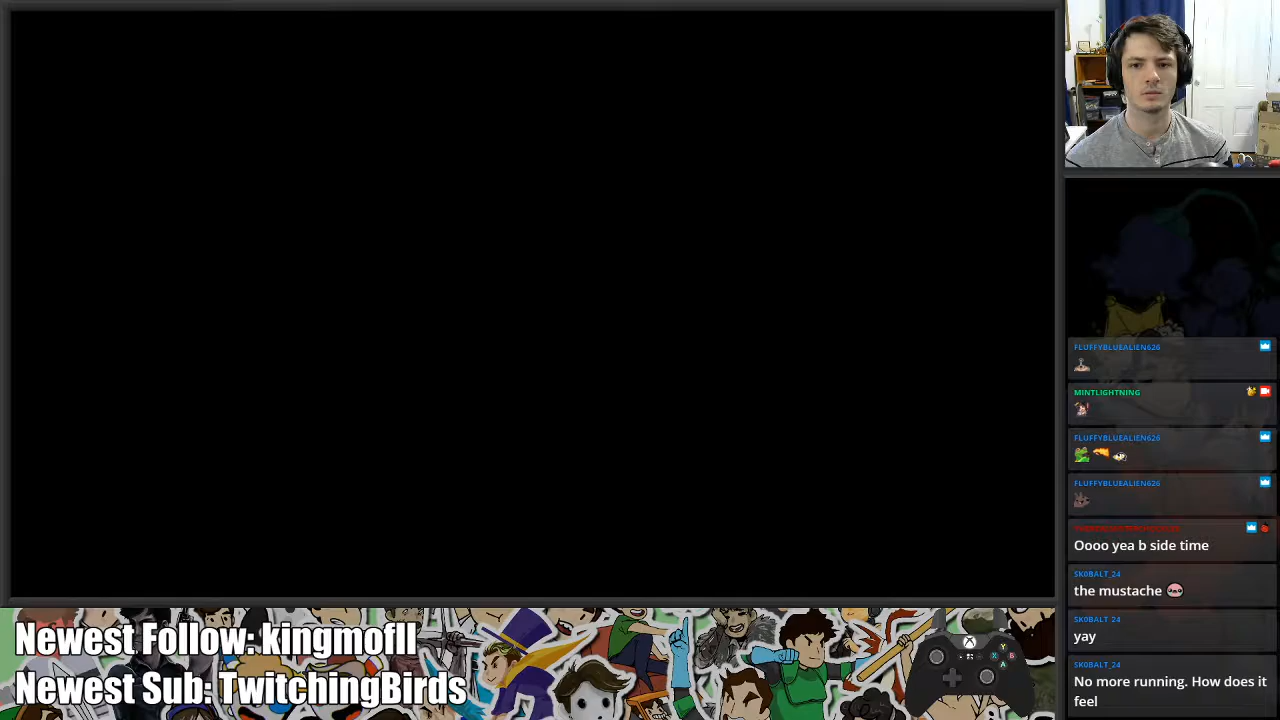 FLUFFYBLUEALIEN626
MINTLIGHTNING
FLUFFYBLUEALIEN626
FLUFFYBLUEALIEN626
Oooo yea b side time
SK0BALT_24
the mustache
SK0BALT_24
yay
SK0BALT_24
No more running. How does it
feel
Newest Follow: kingmofll
Newest Sub: TwitchingBirds
Y
X
B
A